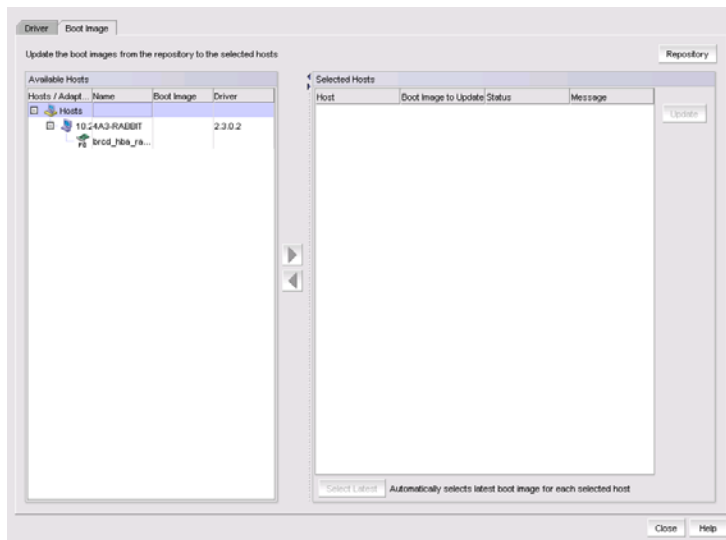 Driver Boot Image
Update the boot images from the repository to the selected hosts
Repository
Available Hosts
Hosts / Adapt... Name Boot Image Driver
Hosts
10.24A3-RABBIT 2.3.0.2
brcd_hba_ra...
Selected Hosts
Host Boot Image to Update Status Message
Update
Select Latest Automatically selects latest boot image for each selected host
Close Help